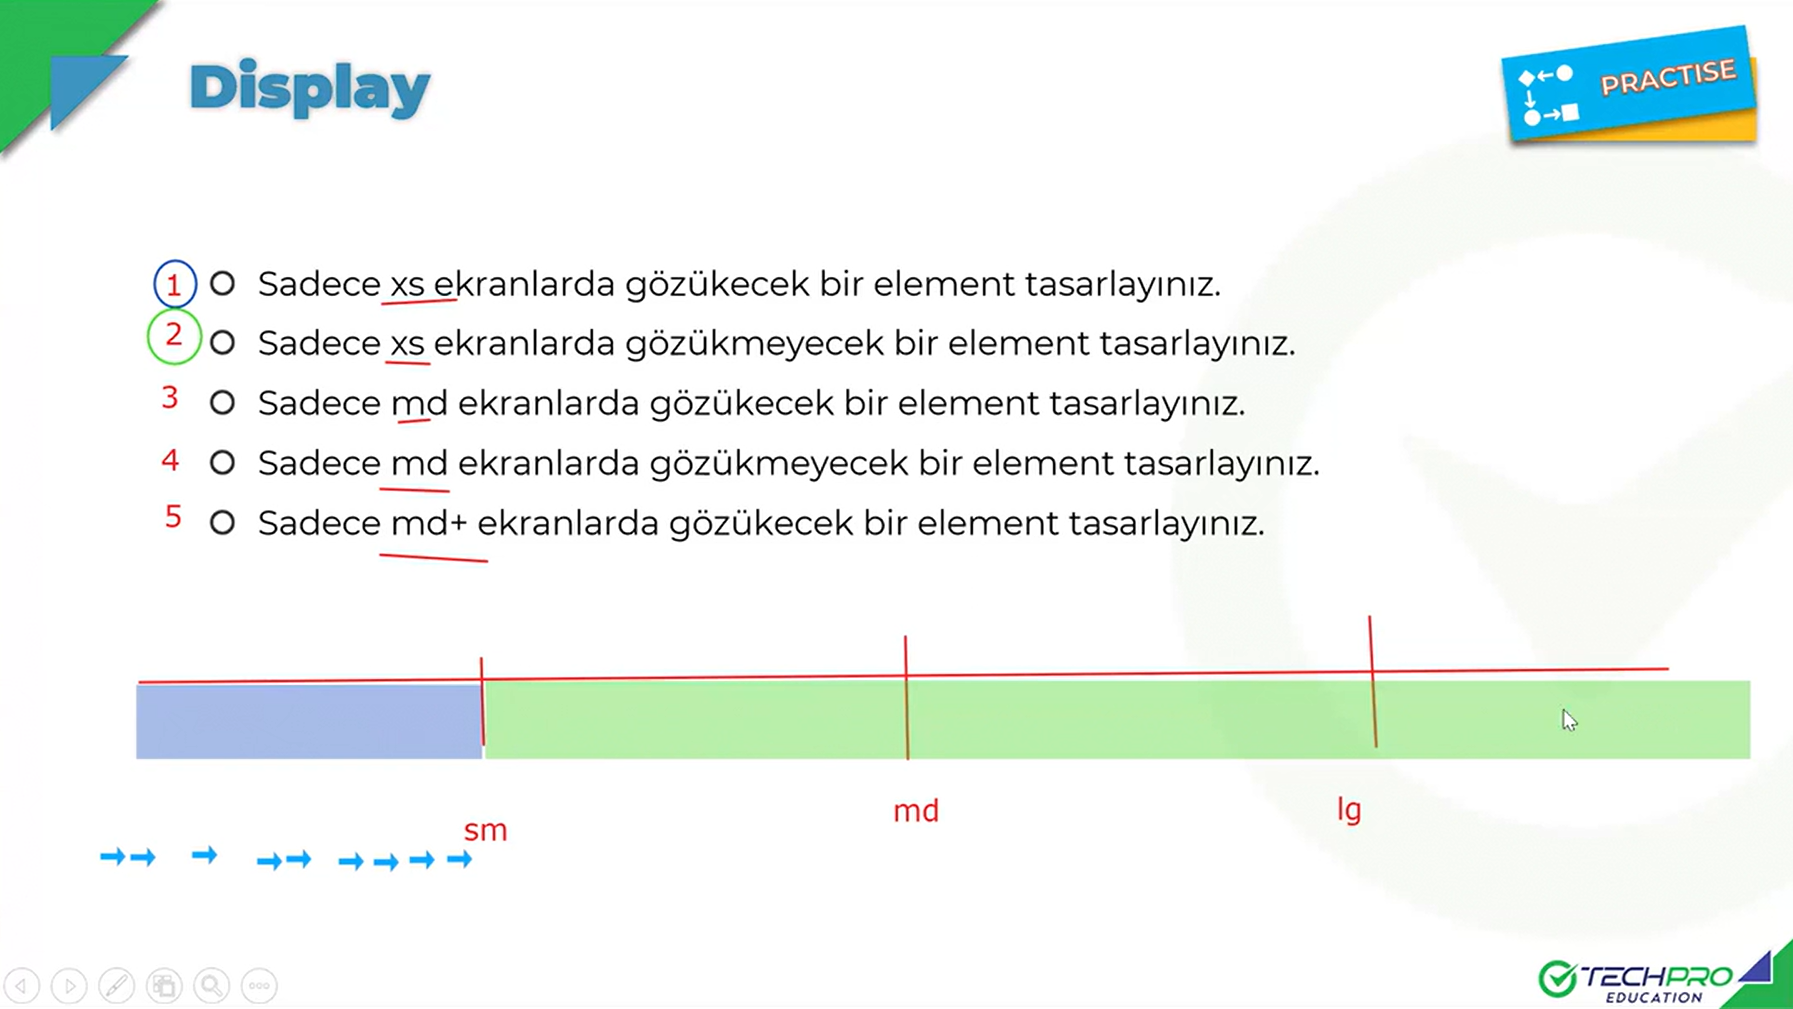 Display
PRACTISE
1 Sadece xs ekranlarda gözükecek bir element tasarlayınız.
2 Sadece xs ekranlarda gözükmeyecek bir element tasarlayınız.
3 Sadece md ekranlarda gözükecek bir element tasarlayınız.
4 Sadece md ekranlarda gözükmeyecek bir element tasarlayınız.
5 Sadece md+ ekranlarda gözükecek bir element tasarlayınız.
sm
md
lg
TECHPRO
EDUCATION